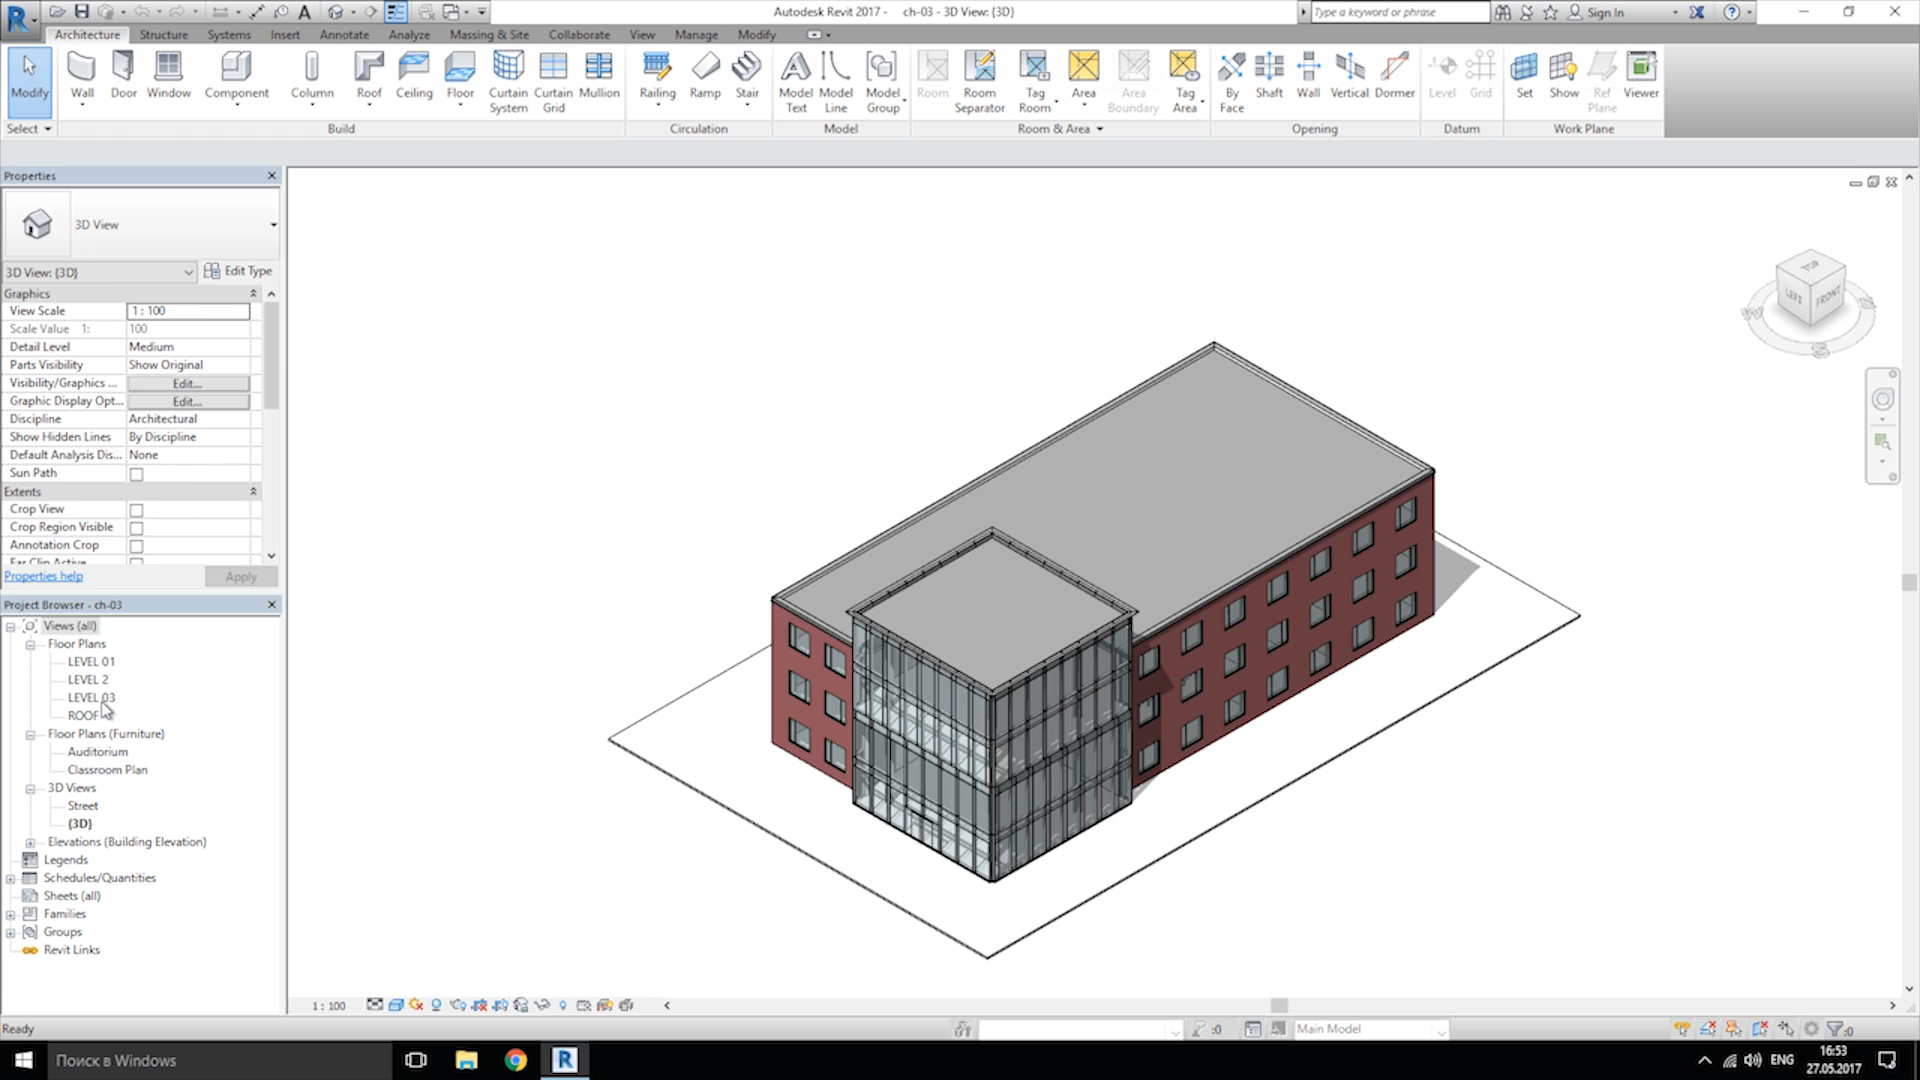 Autodesk Revit 2017 - ch-03 - 3D View: {3D}
Type a keyword or phrase
Sign In
Architecture Structure Systems Insert Annotate Analyze Massing & Site Collaborate View Manage Modify
Modify Wall Door Window Component Column Roof Ceiling Floor Curtain System Curtain Grid Mullion Railing Ramp Stair Model Text Model Line Model Group Room Room Separator Tag Room Area Area Boundary Tag Area By Face Shaft Wall Vertical Dormer Level Grid Set Show Ref Plane Viewer
Select Build Circulation Model Room & Area Opening Datum Work Plane
Properties
3D View
3D View: {3D} Edit Type
Graphics
View Scale 1 : 100
Scale Value 1: 100
Detail Level Medium
Parts Visibility Show Original
Visibility/Graphics ... Edit...
Graphic Display Opt... Edit...
Discipline Architectural
Show Hidden Lines By Discipline
Default Analysis Dis... None
Sun Path
Extents
Crop View
Crop Region Visible
Annotation Crop
Far Clip Active
Properties help Apply
Project Browser - ch-03
Views (all)
Floor Plans
LEVEL 01
LEVEL 2
LEVEL 03
ROOF
Floor Plans (Furniture)
Auditorium
Classroom Plan
3D Views
Street
{3D}
Elevations (Building Elevation)
Legends
Schedules/Quantities
Sheets (all)
Families
Groups
Revit Links
TOP
LEFT FRONT
W S
1 : 100
Ready :0 Main Model :0
Поиск в Windows
ENG
16:53
27.05.2017